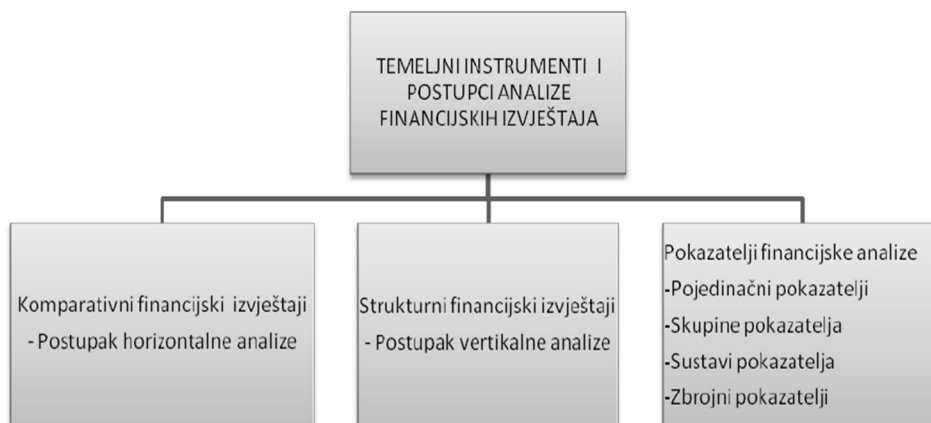 TEMELJNI INSTRUMENTI I
POSTUPCI ANALIZE
FINANCIJSKIH IZVJEŠTAJA
Komparativni financijski izvještaji
- Postupak horizontalne analize
Strukturni financijski izvještaji
- Postupak vertikalne analize
Pokazatelji financijske analize
-Pojedinačni pokazatelji
-Skupine pokazatelja
-Sustavi pokazatelja
-Zbrojni pokazatelji